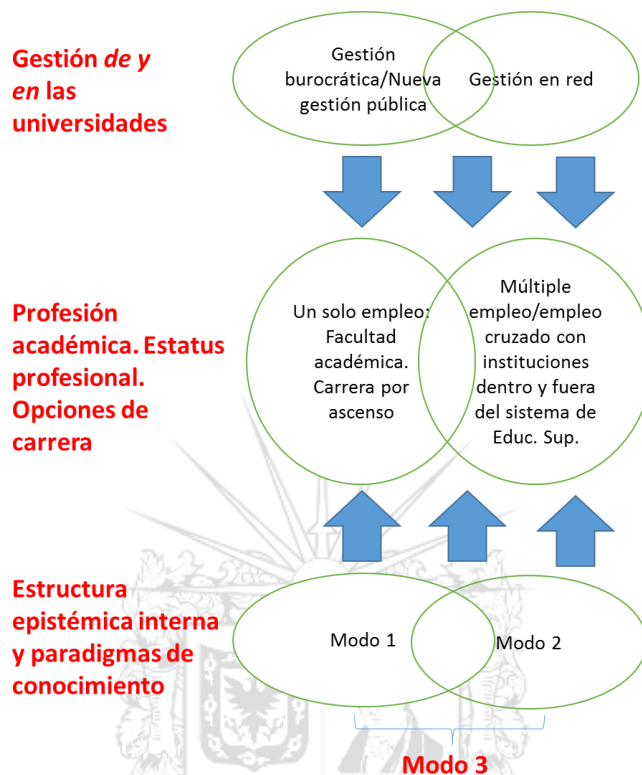 Gestión de y
en las
universidades
Gestión
burocrática/Nueva
gestión pública
Gestión en red
Profesión
académica. Estatus
profesional.
Opciones de
carrera
Un solo empleo:
Facultad
académica.
Carrera por
ascenso
Múltiple
empleo/empleo
cruzado con
instituciones
dentro y fuera
del sistema de
Educ. Sup.
Estructura
epistémica interna
y paradigmas de
conocimiento
Modo 1
Modo 2
Modo 3